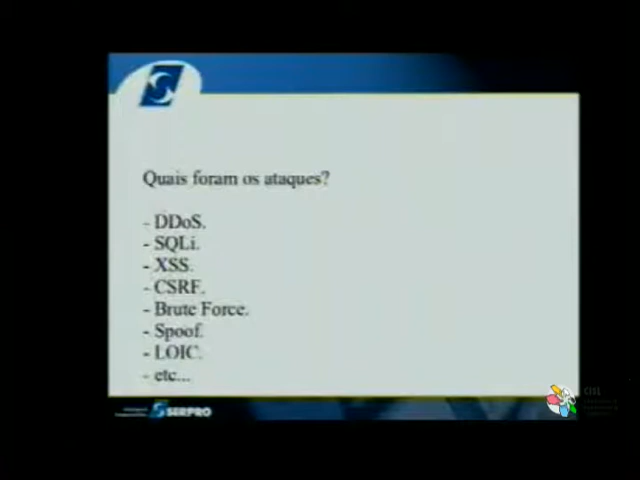 Quais foram os ataques?
- DDoS.
- SQLi.
- XSS.
- CSRF.
- Brute Force.
- Spoof.
- LOIC.
- etc...
SERPRO